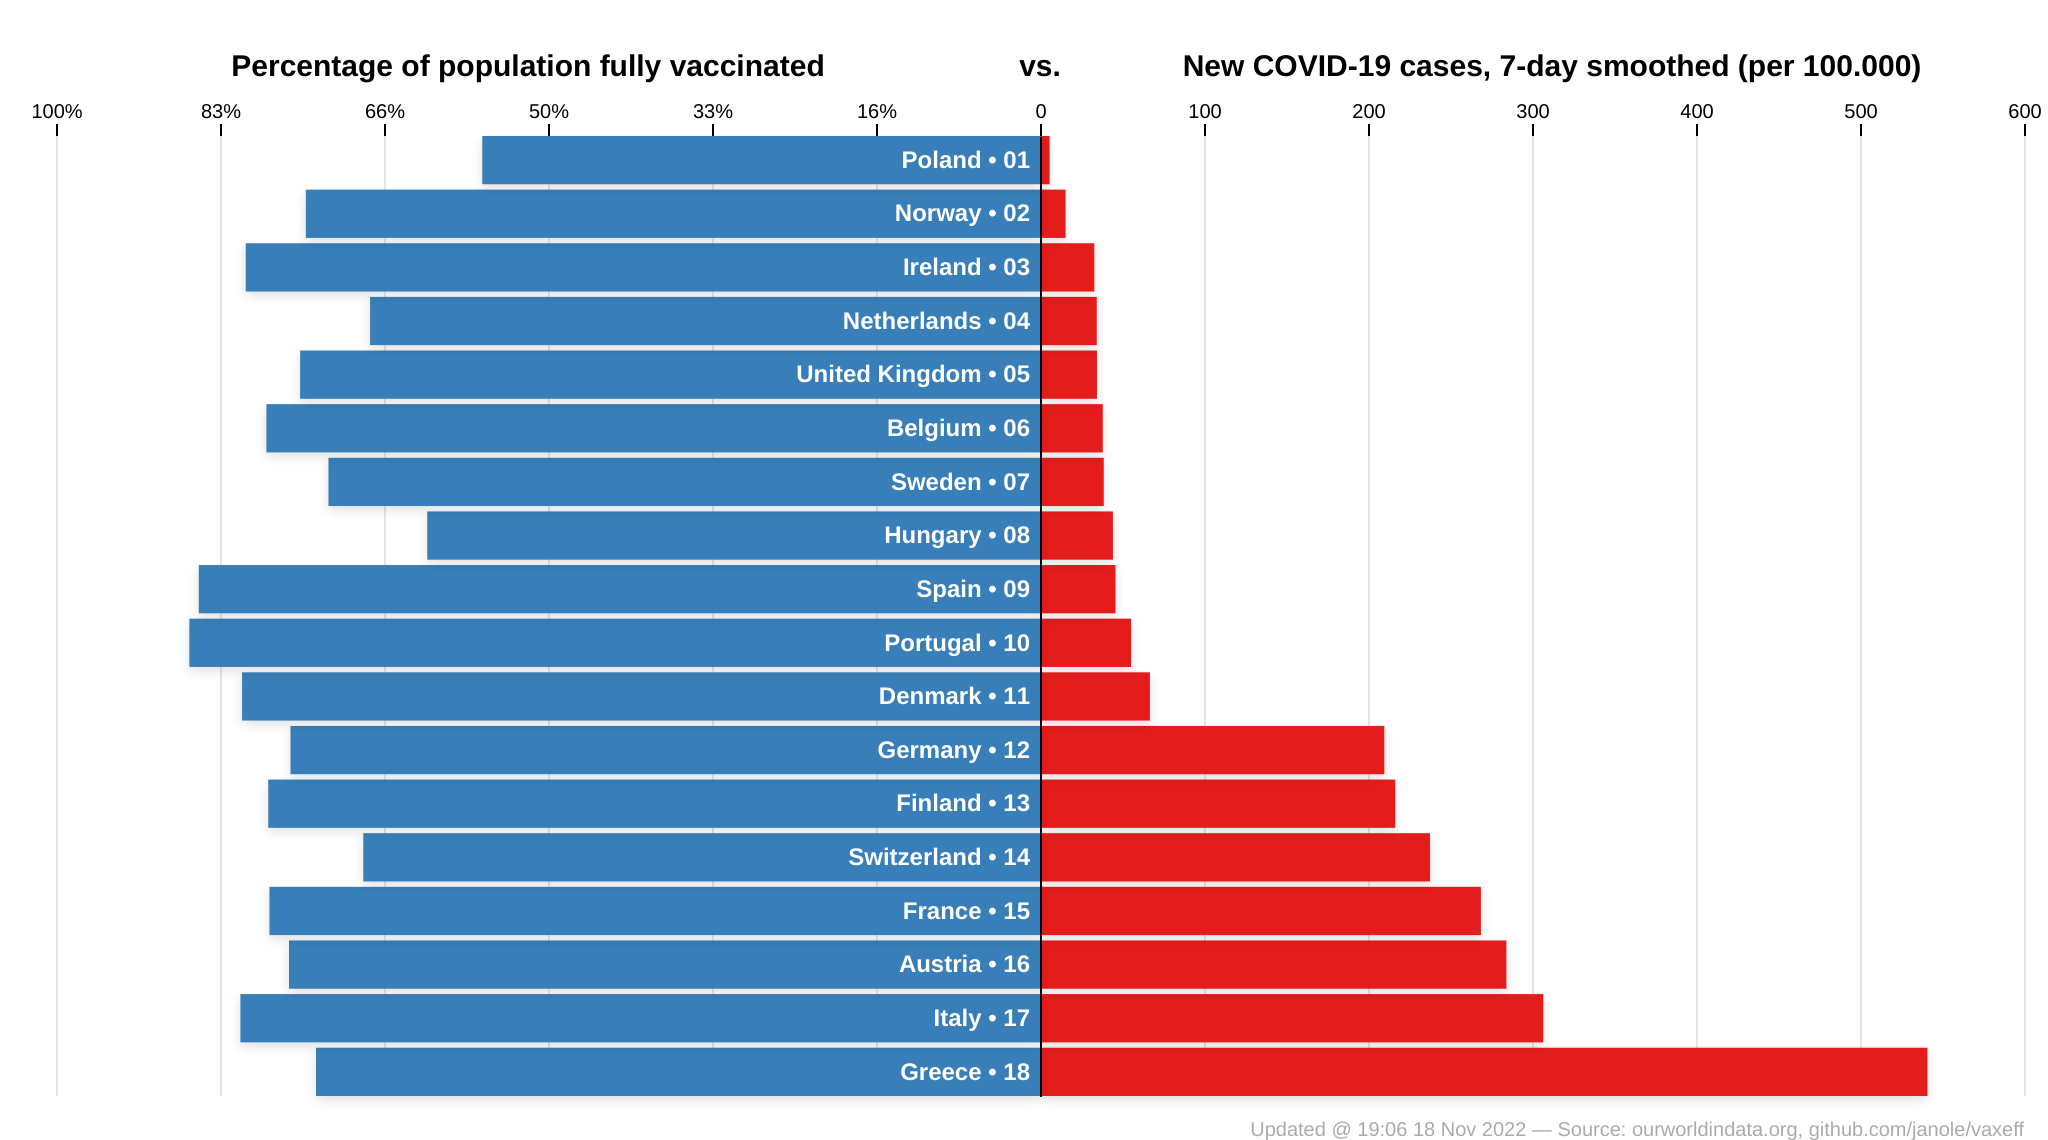 Percentage of population fully vaccinated vs. New COVID-19 cases, 7-day smoothed (per 100.000)
100% 83% 66% 50% 33% 16% 0 100 200 300 400 500 600
Poland • 01
Norway • 02
Ireland • 03
Netherlands • 04
United Kingdom • 05
Belgium • 06
Sweden • 07
Hungary • 08
Spain • 09
Portugal • 10
Denmark • 11
Germany • 12
Finland • 13
Switzerland • 14
France • 15
Austria • 16
Italy • 17
Greece • 18
Updated @ 19:06 18 Nov 2022 — Source: ourworldindata.org, github.com/janole/vaxeff